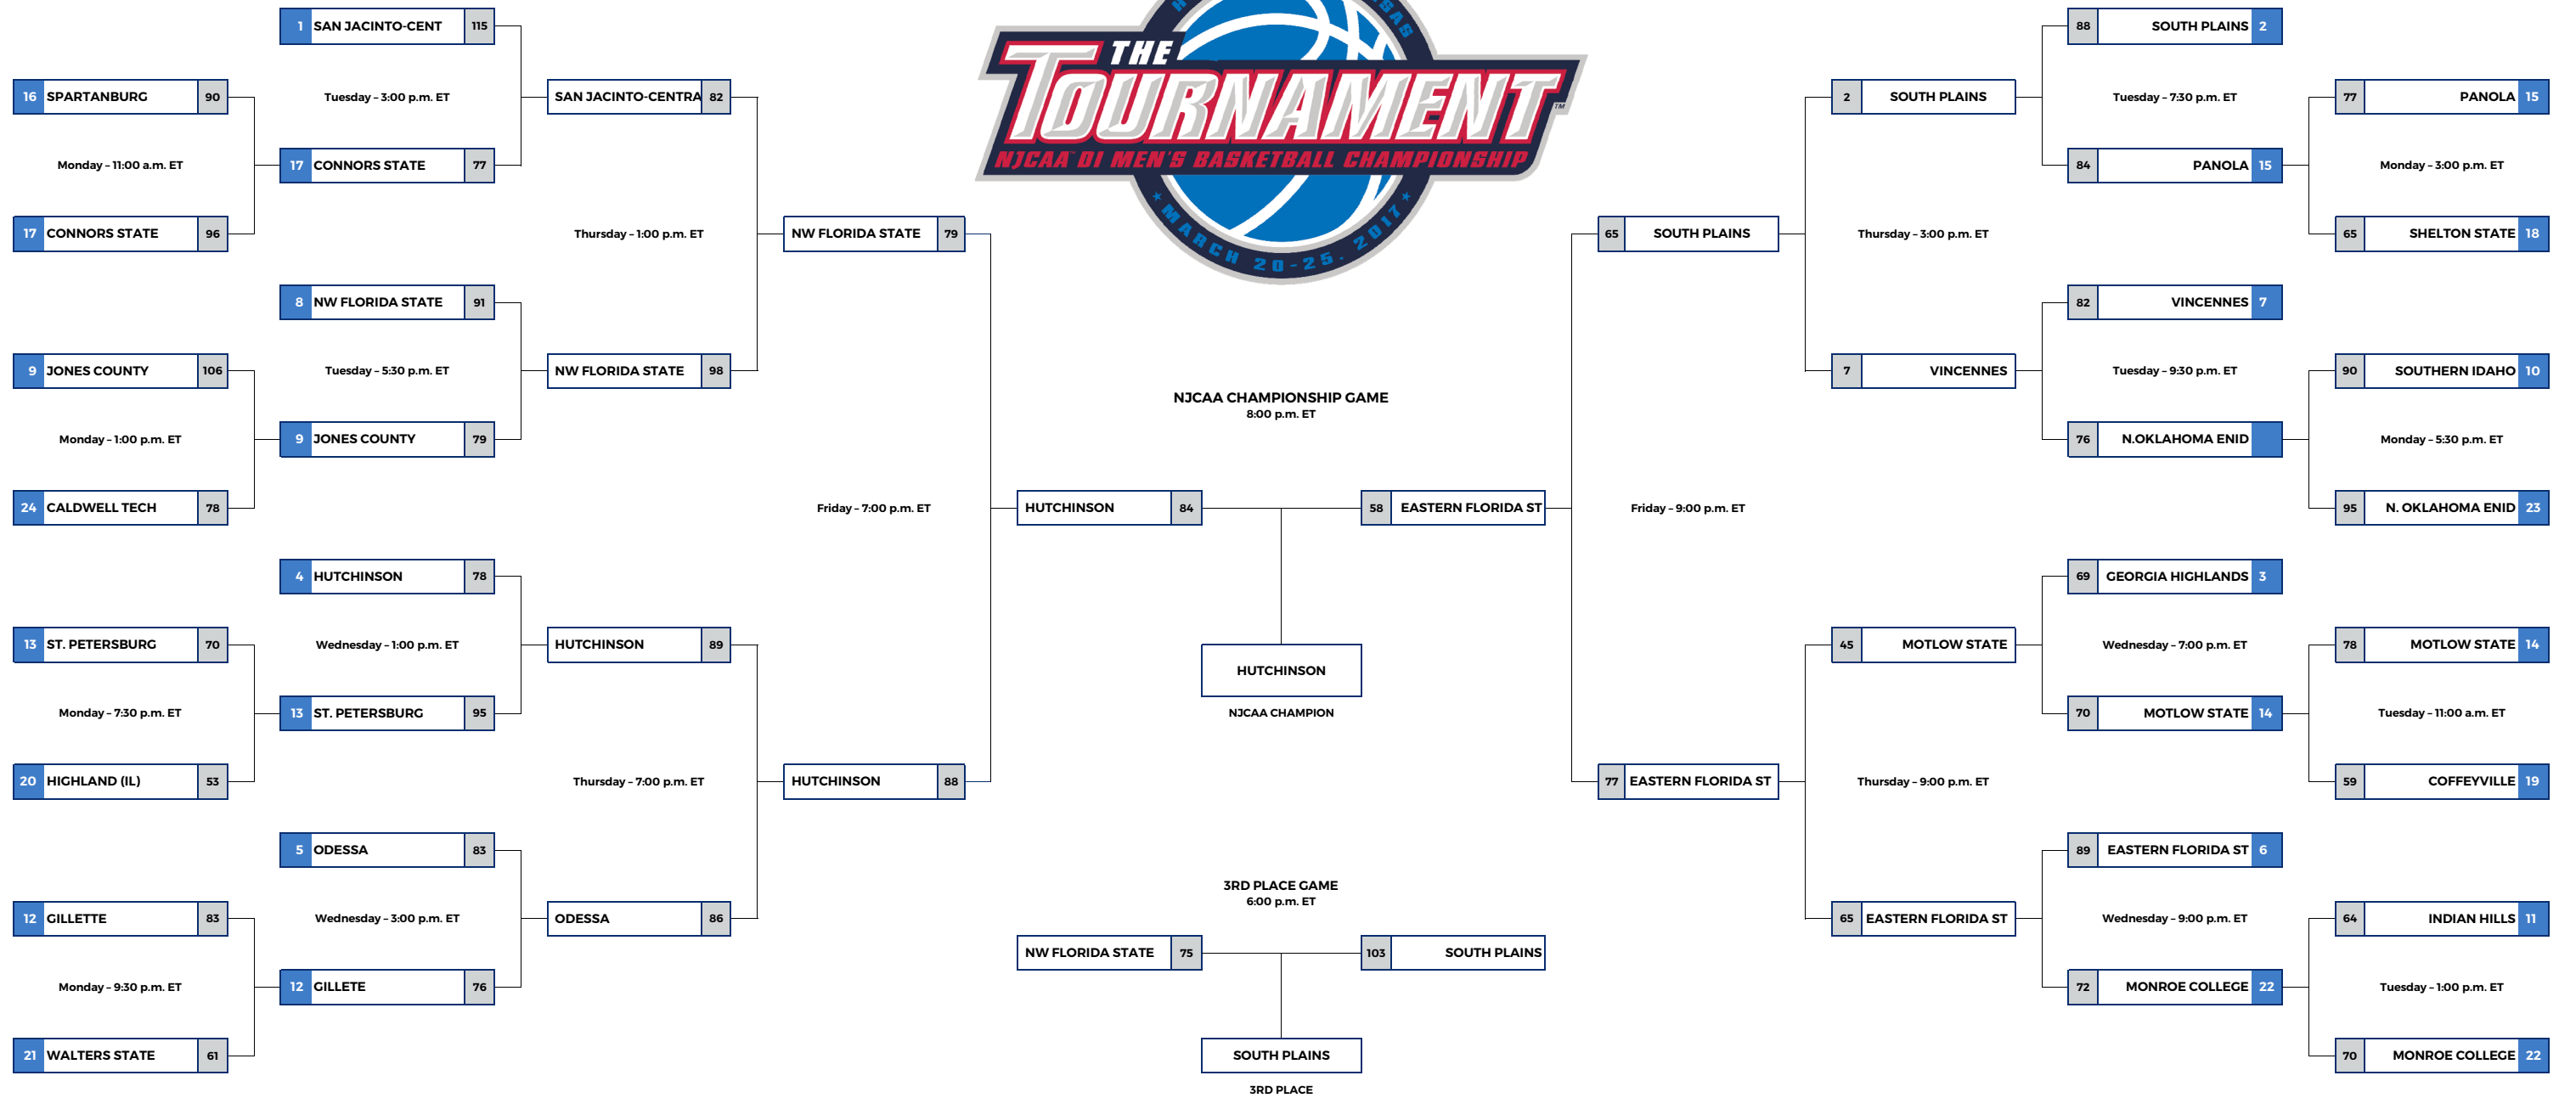 16 SPARTANBURG 90
Monday – 11:00 a.m. ET
17 CONNORS STATE 96
9 JONES COUNTY 106
Monday – 1:00 p.m. ET
24 CALDWELL TECH 78
13 ST. PETERSBURG 70
Monday – 7:30 p.m. ET
20 HIGHLAND (IL) 53
12 GILLETTE 83
Monday – 9:30 p.m. ET
21 WALTERS STATE 61
1 SAN JACINTO-CENT 115
Tuesday – 3:00 p.m. ET
17 CONNORS STATE 77
8 NW FLORIDA STATE 91
Tuesday – 5:30 p.m. ET
9 JONES COUNTY 79
4 HUTCHINSON 78
Wednesday – 1:00 p.m. ET
13 ST. PETERSBURG 95
5 ODESSA 83
Wednesday – 3:00 p.m. ET
12 GILLETE 76
SAN JACINTO-CENTRA 82
Thursday – 1:00 p.m. ET
NW FLORIDA STATE 98
HUTCHINSON 89
Thursday – 7:00 p.m. ET
ODESSA 86
NW FLORIDA STATE 79
Friday – 7:00 p.m. ET
HUTCHINSON 88
THE
TOURNAMENT™
NJCAA™ DI MEN'S BASKETBALL CHAMPIONSHIP
MARCH 20-25. 2017
NJCAA CHAMPIONSHIP GAME
8:00 p.m. ET
HUTCHINSON 84
58 EASTERN FLORIDA ST
HUTCHINSON
NJCAA CHAMPION
3RD PLACE GAME
6:00 p.m. ET
NW FLORIDA STATE 75
103 SOUTH PLAINS
SOUTH PLAINS
3RD PLACE
65 SOUTH PLAINS
Friday – 9:00 p.m. ET
77 EASTERN FLORIDA ST
2 SOUTH PLAINS
Thursday – 3:00 p.m. ET
7 VINCENNES
45 MOTLOW STATE
Thursday – 9:00 p.m. ET
65 EASTERN FLORIDA ST
88 SOUTH PLAINS 2
Tuesday – 7:30 p.m. ET
84 PANOLA 15
82 VINCENNES 7
Tuesday – 9:30 p.m. ET
76 N.OKLAHOMA ENID
69 GEORGIA HIGHLANDS 3
Wednesday – 7:00 p.m. ET
70 MOTLOW STATE 14
89 EASTERN FLORIDA ST 6
Wednesday – 9:00 p.m. ET
72 MONROE COLLEGE 22
77 PANOLA 15
Monday – 3:00 p.m. ET
65 SHELTON STATE 18
90 SOUTHERN IDAHO 10
Monday – 5:30 p.m. ET
95 N. OKLAHOMA ENID 23
78 MOTLOW STATE 14
Tuesday – 11:00 a.m. ET
59 COFFEYVILLE 19
64 INDIAN HILLS 11
Tuesday – 1:00 p.m. ET
70 MONROE COLLEGE 22